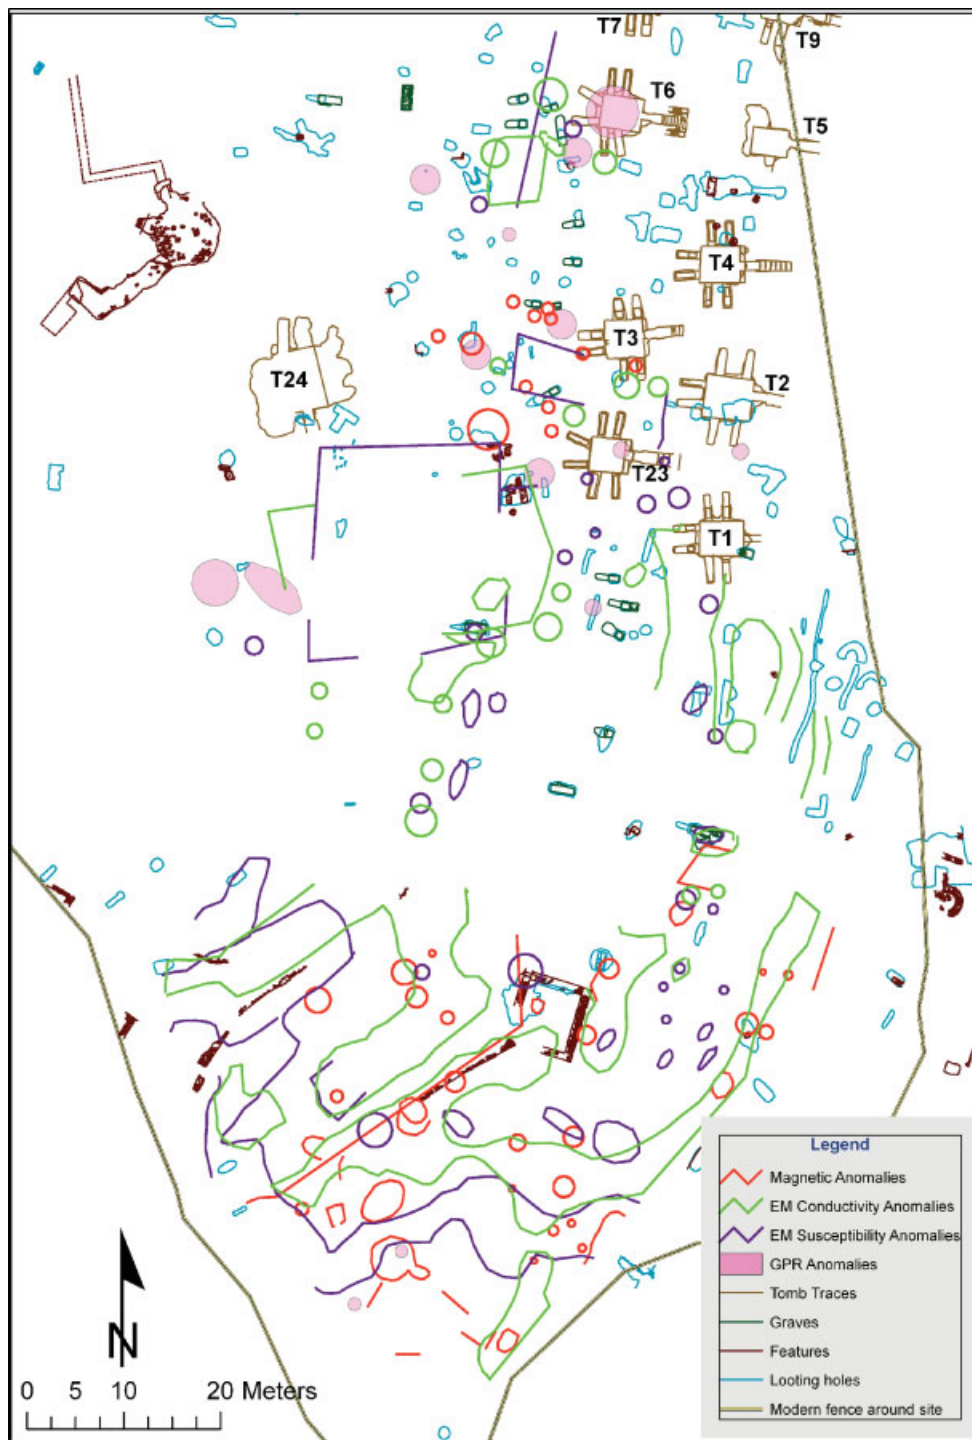 T7
T9
T6
T5
T4
T3
T24
T2
T23
T1
Legend
Magnetic Anomalies
EM Conductivity Anomalies
EM Susceptibility Anomalies
GPR Anomalies
Tomb Traces
Graves
Features
Looting holes
Modern fence around site
N
0 5 10 20 Meters